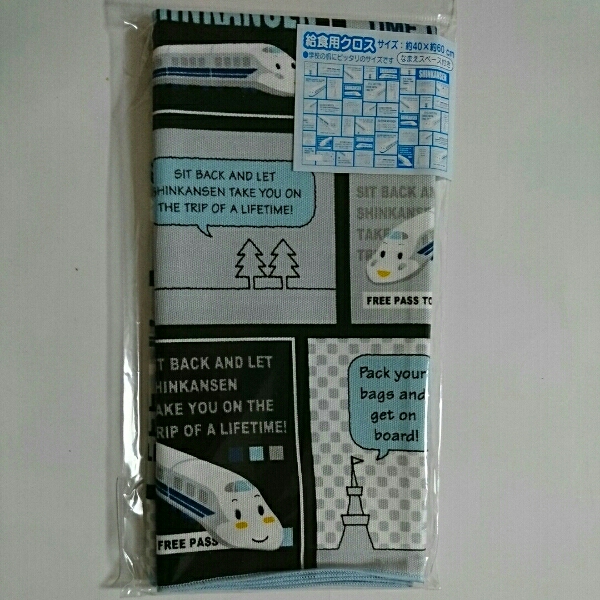 SHINKANSEN
TIME
給食用クロス サイズ：約40×約60cm
●学校の机にピッタリのサイズです なまえスペース付き
SHINKANSEN
SIT BACK AND LET
SHINKANSEN TAKE YOU ON
THE TRIP OF A LIFETIME!
SIT BACK AN
SHINKANSEN
TAKE
TR
FREE PASS TO
IT BACK AND LET
HINKANSEN
AKE YOU ON THE
RIP OF A LIFETIME!
FREE PASS
Pack your
bags and
get on
board!